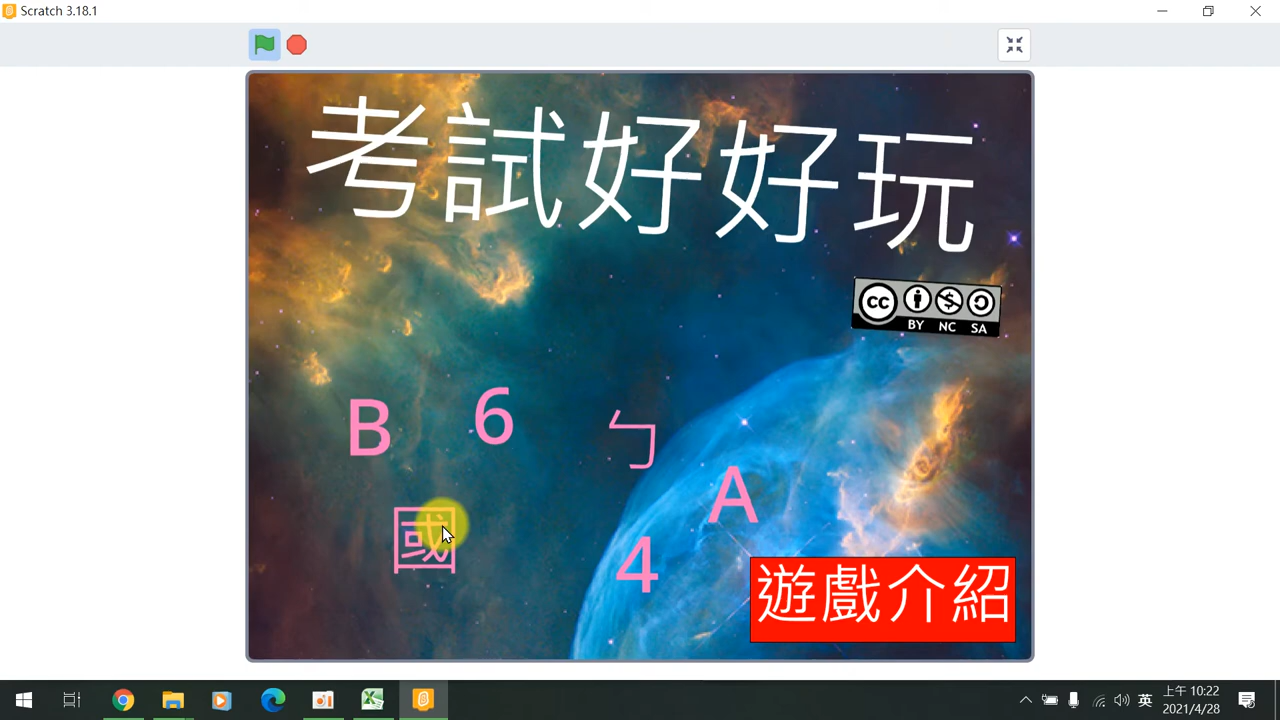 Scratch 3.18.1
考試好好玩
cc
BY NC SA
B 6 ㄅ
A
國
4
遊戲介紹
英
上午 10:22
2021/4/28